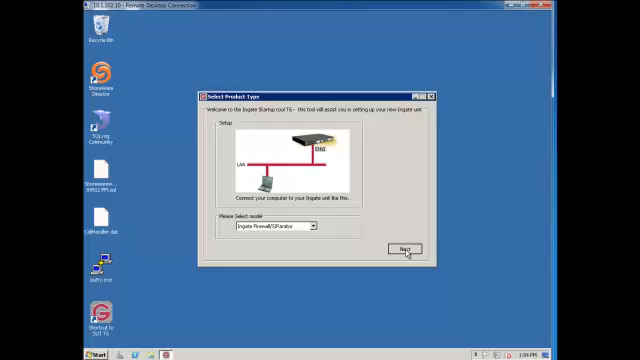 10.1.102.10 - Remote Desktop Connection
Recycle Bin
ShoreWare
Director
SQLyog
CallHandler.dat
putty.exe
Shortcut to
SUT TG
Select Product Type
Welcome to the Ingate Startup tool TG - this tool will assist you in setting up your new Ingate unit
Setup
LAN
Eth0
Connect your computer to your Ingate unit like this.
Please Select model
Ingate Firewall/SIParator
Next
Start
1:04 PM